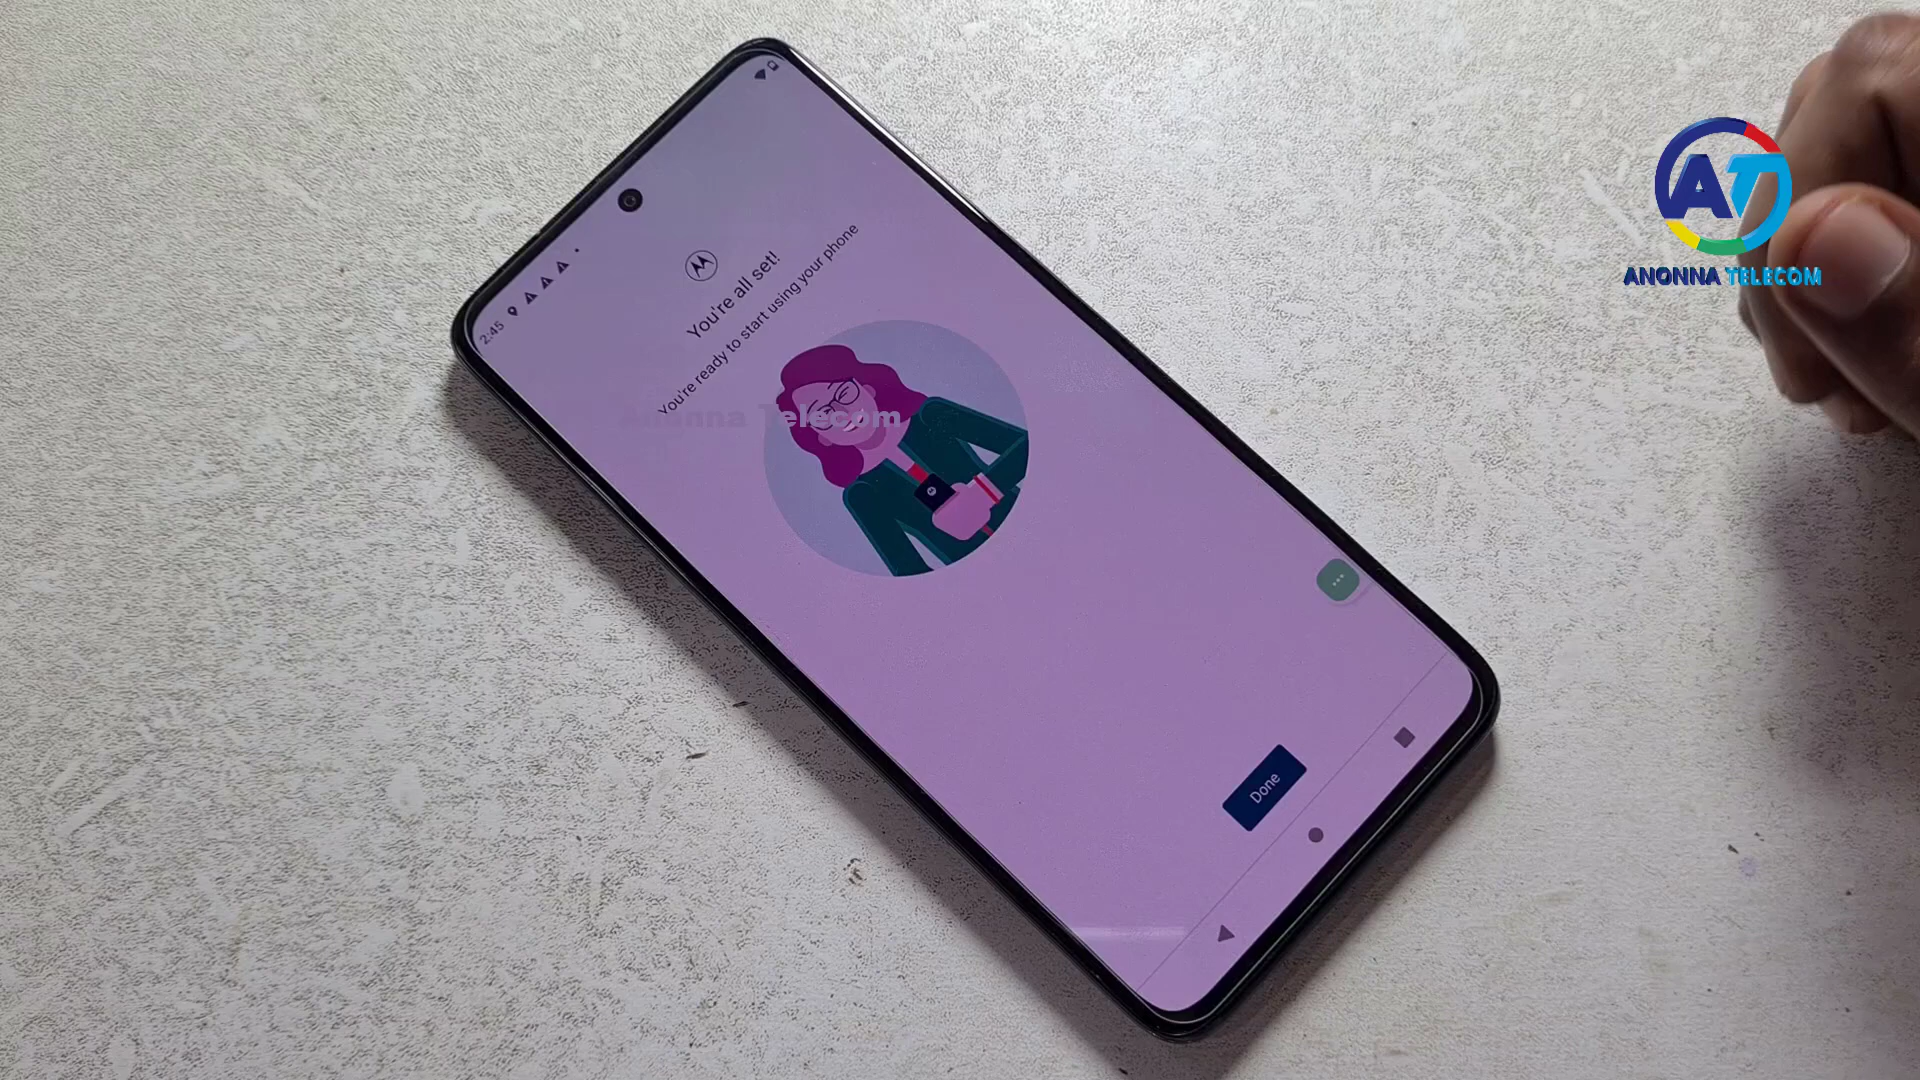 2:45
You're all set!
You're ready to start using your phone
Anonna Telecom
Done
AT
ANONNA TELECOM